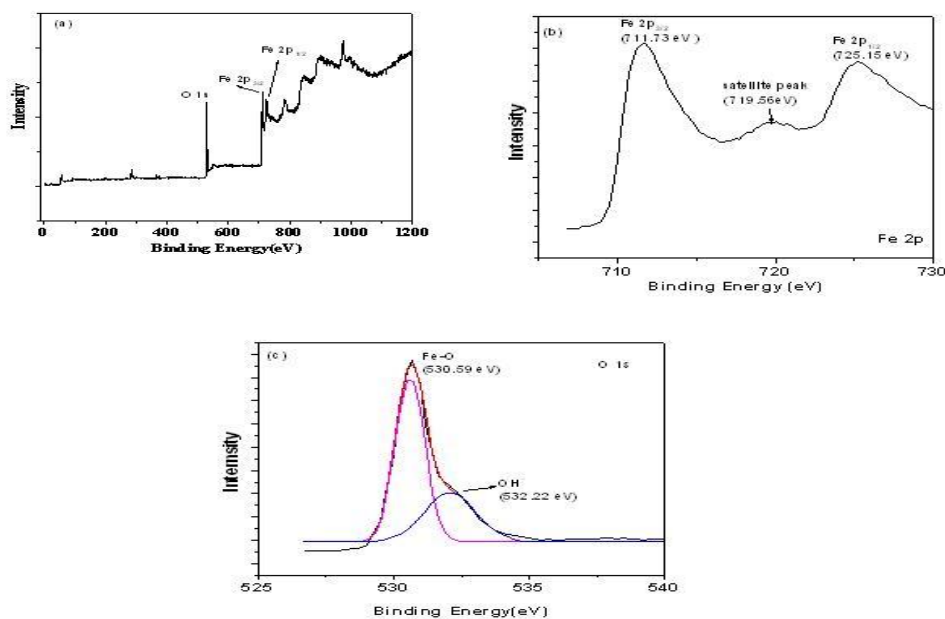 (a)
Fe 2p1/2
Fe 2p3/2
O 1s
Intensity
0 200 400 600 800 1000 1200
Binding Energy(eV)
(b)
Fe 2p3/2
(711.73 eV)
Fe 2p1/2
(725.15 eV)
satellite peak
(719.56eV)
Intensity
Fe 2p
710 720 730
Binding Energy (eV)
(c)
Fe-O
(530.59 eV)
O 1s
OH
(532.22 eV)
Intemsity
525 530 535 540
Binding Energy(eV)